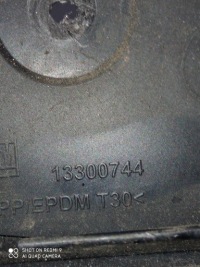 13300744
PP/EPDM T30<
SHOT ON REDMI 9
AI QUAD CAMERA